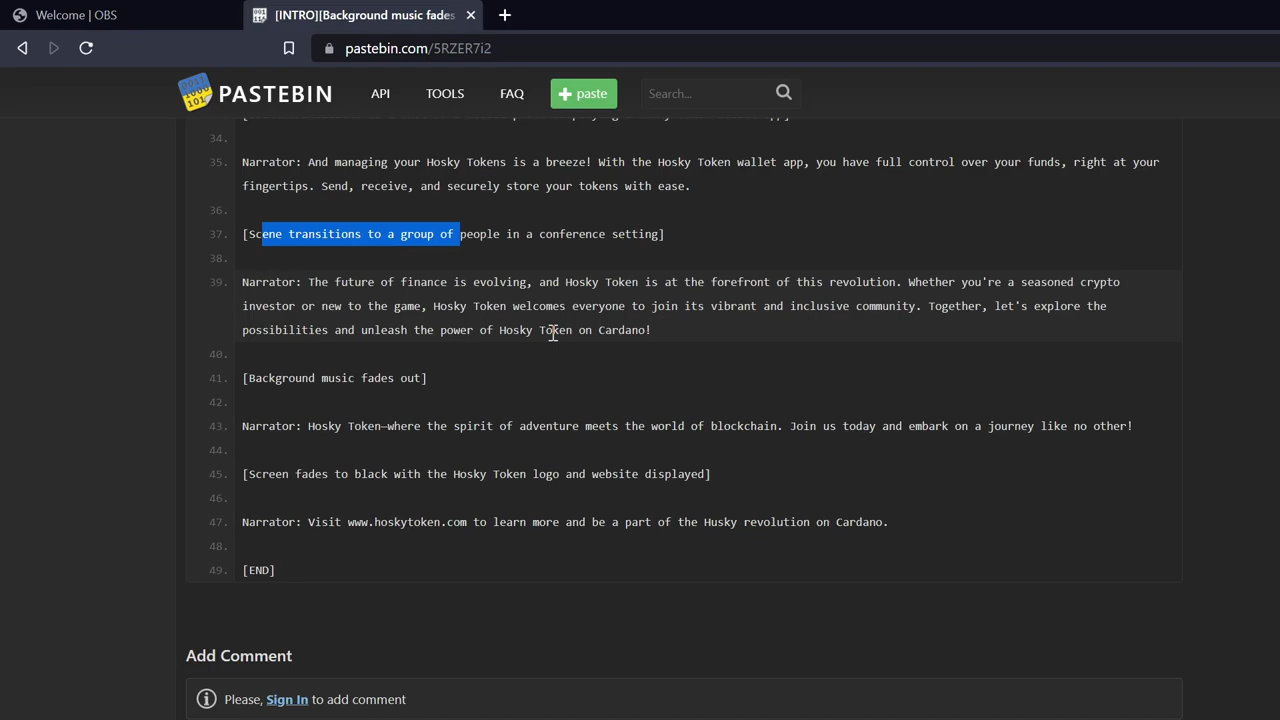 Welcome | OBS
[INTRO][Background music fades
pastebin.com/5RZER7i2
PASTEBIN
API
TOOLS
FAQ
paste
Search...
34.
35. Narrator: And managing your Hosky Tokens is a breeze! With the Hosky Token wallet app, you have full control over your funds, right at your
fingertips. Send, receive, and securely store your tokens with ease.
36.
37. [Scene transitions to a group of people in a conference setting]
38.
39. Narrator: The future of finance is evolving, and Hosky Token is at the forefront of this revolution. Whether you're a seasoned crypto
investor or new to the game, Hosky Token welcomes everyone to join its vibrant and inclusive community. Together, let's explore the
possibilities and unleash the power of Hosky Token on Cardano!
40.
41. [Background music fades out]
42.
43. Narrator: Hosky Token—where the spirit of adventure meets the world of blockchain. Join us today and embark on a journey like no other!
44.
45. [Screen fades to black with the Hosky Token logo and website displayed]
46.
47. Narrator: Visit www.hoskytoken.com to learn more and be a part of the Husky revolution on Cardano.
48.
49. [END]
Add Comment
Please, Sign In to add comment